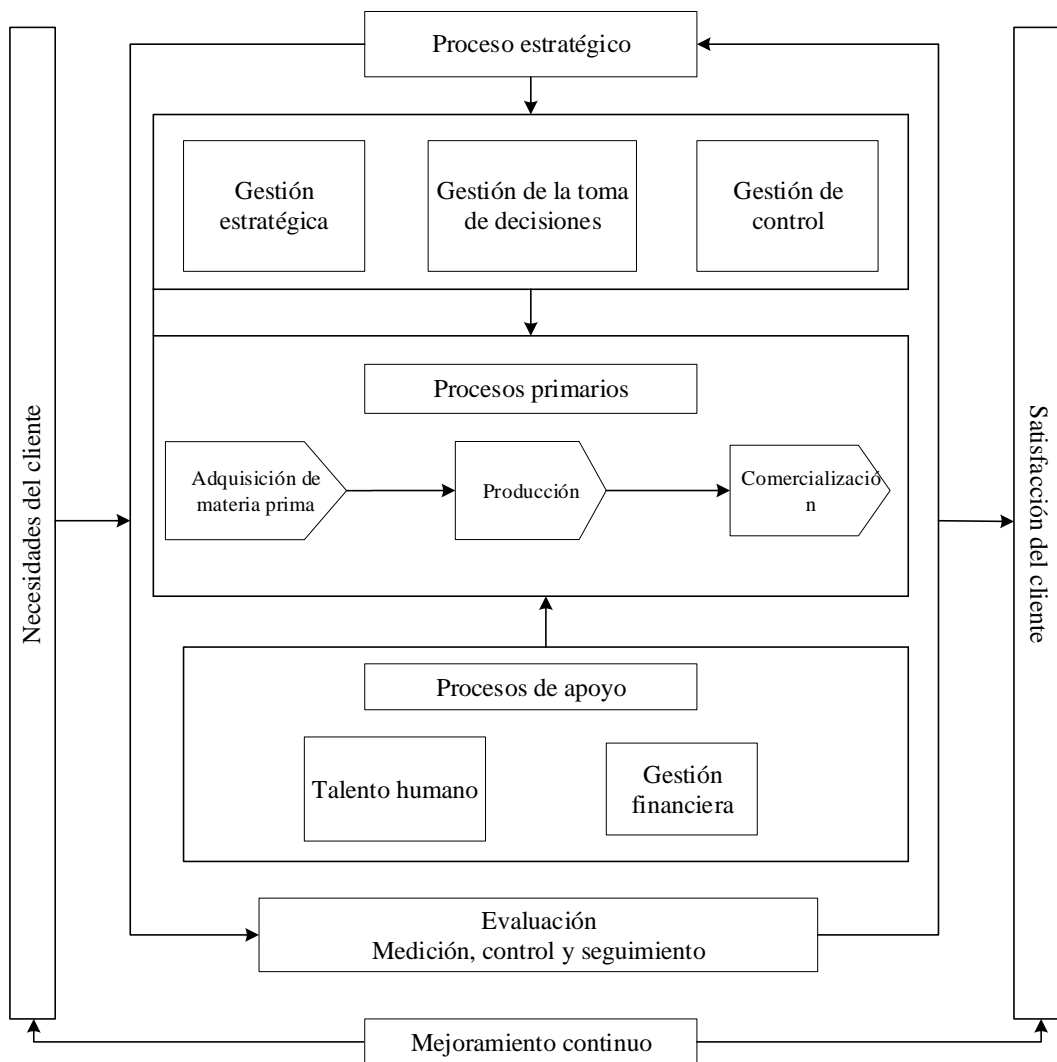 Proceso estratégico
Gestión
estratégica
Gestión de la toma
de decisiones
Gestión de
control
Necesidades del cliente
Procesos primarios
Adquisición de
materia prima
Producción
Comercializació
n
Satisfacción del cliente
Procesos de apoyo
Talento humano
Gestión
financiera
Evaluación
Medición, control y seguimiento
Mejoramiento continuo